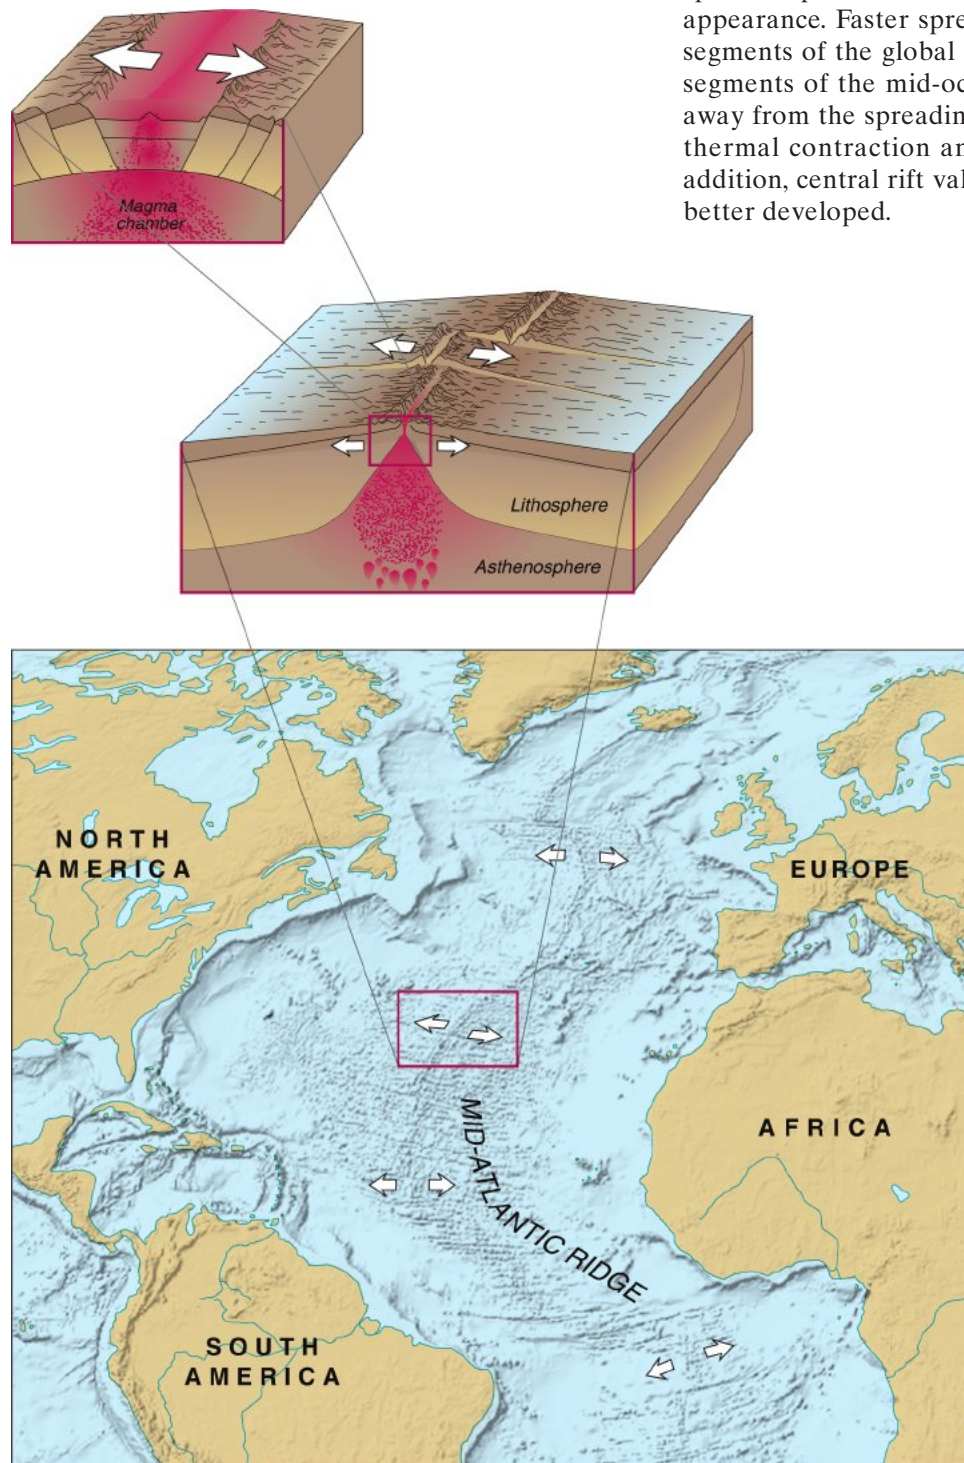 appearance. Faster spre
segments of the global
segments of the mid-oc
away from the spreadin
thermal contraction an
addition, central rift val
better developed.
Magma
chamber
Lithosphere
Asthenosphere
NORTH
AMERICA
EUROPE
MID-ATLANTIC RIDGE
AFRICA
SOUTH
AMERICA